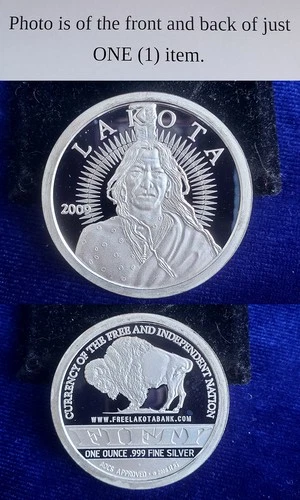 Photo is of the front and back of just
ONE (1) item.
LAKOTA
2009
CURRENCY OF THE FREE AND INDEPENDENT NATION
WWW.FREELAKOTABANK.COM
FIFTY
ONE OUNCE .999 FINE SILVER
APPROVED